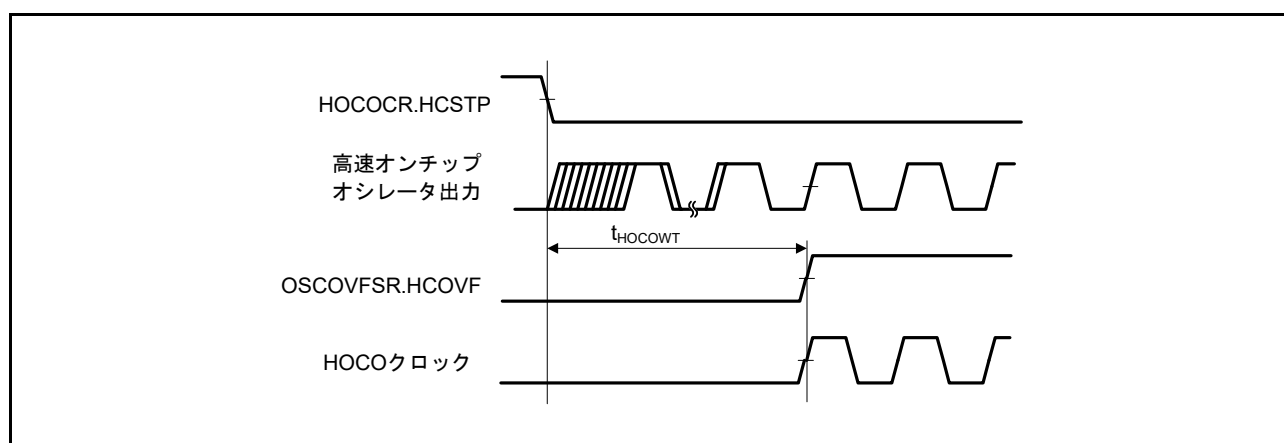 HOCOCR.HCSTP
高速オンチップ
オシレータ出力
tHOCOWT
OSCOVFSR.HCOVF
HOCOクロック